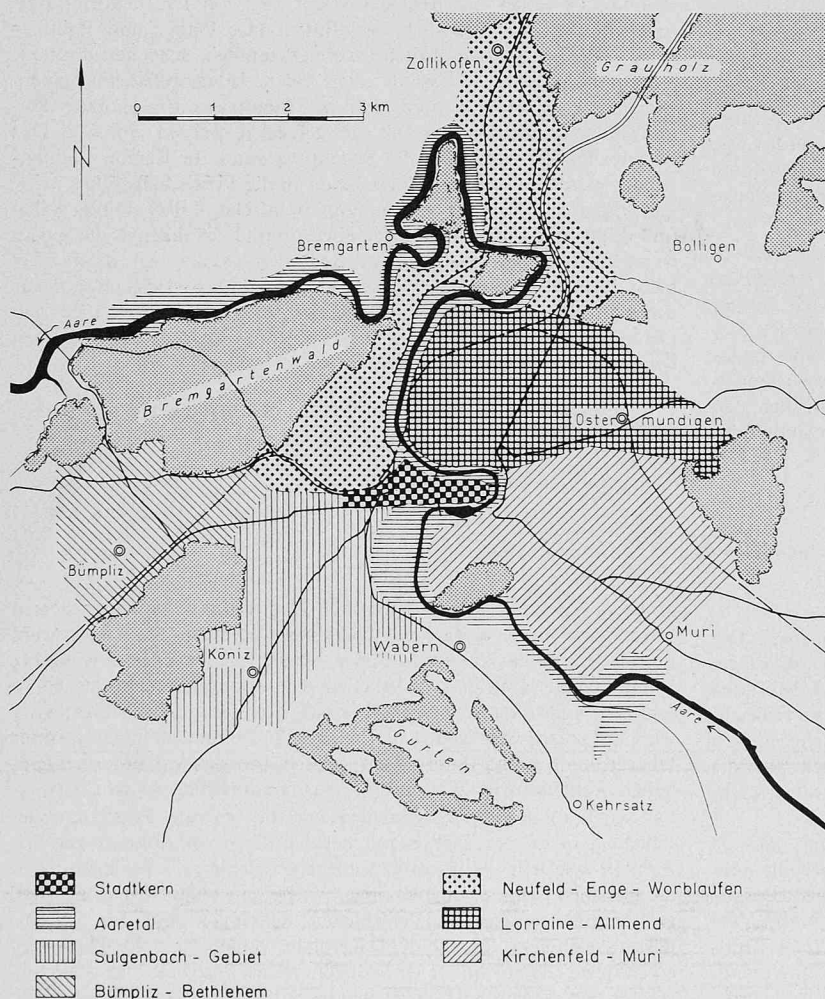 Zollikofen
Grauholz
0 1 2 3 km
N
Bremgarten
Bolligen
Aare
Bremgartenwald
Ostermundigen
Bümpliz
Köniz
Wabern
Muri
Aare
Gurten
Kehrsatz
Stadtkern
Aaretal
Sulgenbach - Gebiet
Bümpliz - Bethlehem
Neufeld - Enge - Worblaufen
Lorraine - Allmend
Kirchenfeld - Muri